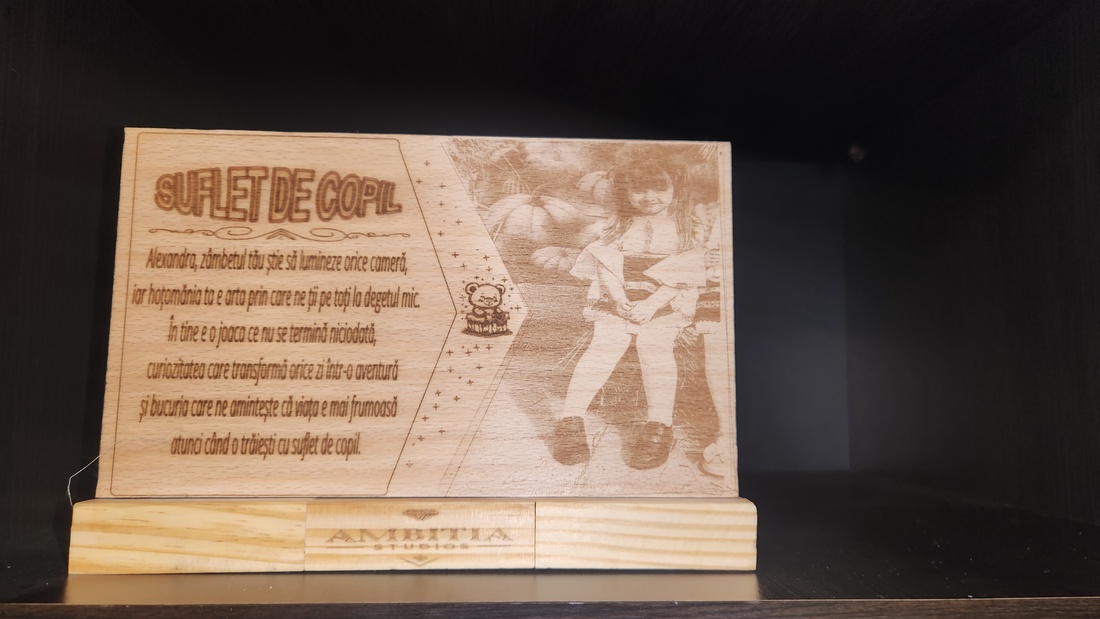 SUFLET DE COPIL
Alexandra, zâmbetul tău știe să lumineze orice cameră,
iar hoțomănia ta e arta prin care ne ții pe toți la degetul mic.
În tine e o joaca ce nu se termină niciodată,
curiozitatea care transformă orice zi într-o aventură
și bucuria care ne amintește că viața e mai frumoasă
atunci când o trăiești cu suflet de copil.
AMBITIA
STUDIOS